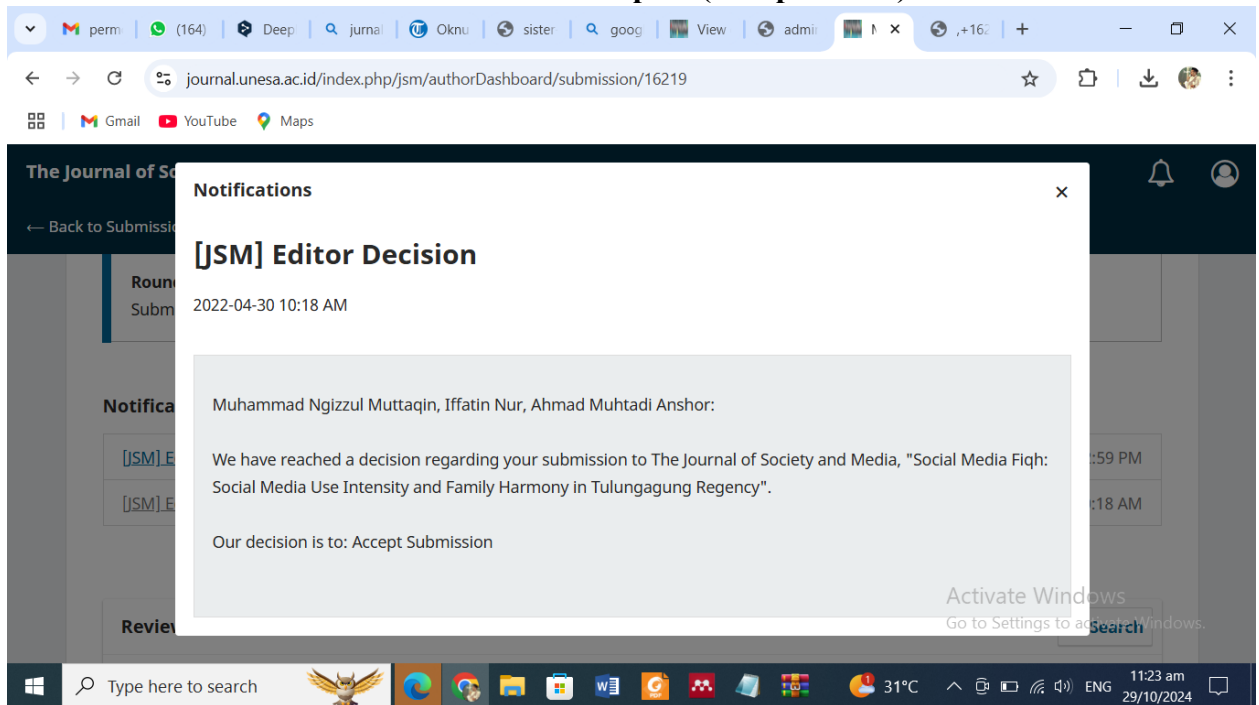 perm
(164)
Deep
jurnal
Oknu
sister
goog
View
admi
N
,+162
journal.unesa.ac.id/index.php/jsm/authorDashboard/submission/16219
Gmail YouTube Maps
The Journal of So
← Back to Submissio
Notifications
[JSM] Editor Decision
Roun
Subm
2022-04-30 10:18 AM
Muhammad Ngizzul Muttaqin, Iffatin Nur, Ahmad Muhtadi Anshor:
Notifica
[JSM] E
We have reached a decision regarding your submission to The Journal of Society and Media, "Social Media Fiqh:
:59 PM
Social Media Use Intensity and Family Harmony in Tulungagung Regency".
[JSM] E
:18 AM
Our decision is to: Accept Submission
Activate Windows
Go to Settings to activate Windows.
Review
Search
Type here to search
31°C
ENG
11:23 am
29/10/2024